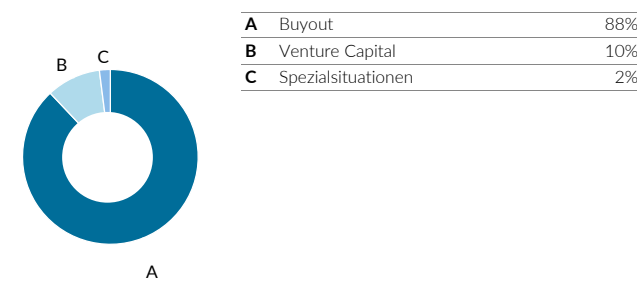 A Buyout 88%
B Venture Capital 10%
C Spezialsituationen 2%
B C
A